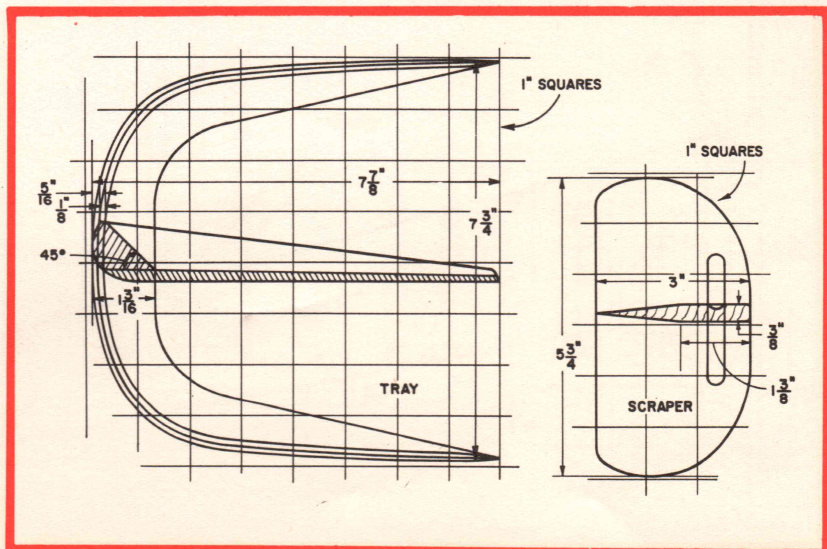 1" SQUARES
7 7/8"
7 3/4"
5/16"
1/8"
45°
1 3/16"
TRAY
1" SQUARES
3"
3/8"
5 3/4"
1 3/8"
SCRAPER